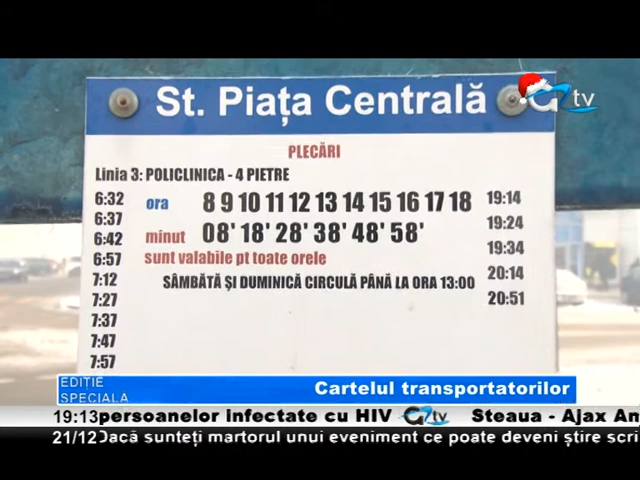 St. Piața Centrală
G2tv
PLECĂRI
Linia 3: POLICLINICA - 4 PIETRE
6:32
6:37
6:42
6:57
7:12
7:27
7:37
7:47
7:57
ora 8 9 10 11 12 13 14 15 16 17 18
minut 08' 18' 28' 38' 48' 58'
sunt valabile pt toate orele
SÂMBĂTĂ ȘI DUMINICĂ CIRCULĂ PÂNĂ LA ORA 13:00
19:14
19:24
19:34
20:14
20:51
EDIȚIE
SPECIALA
Cartelul transportatorilor
19:13 persoanelor infectate cu HIV G2tv Steaua - Ajax Am
21/12 Dacă sunteți martorul unui eveniment ce poate deveni știre scri